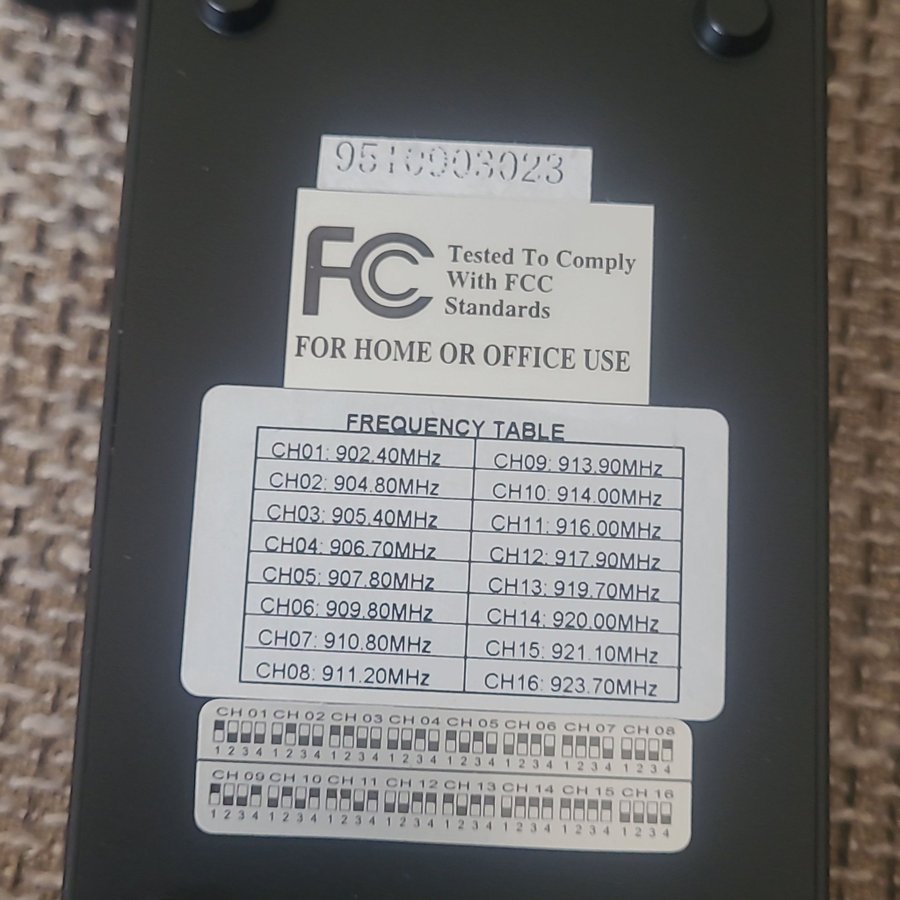 9510903023
FC Tested To Comply
With FCC
Standards
FOR HOME OR OFFICE USE
FREQUENCY TABLE
CH01: 902.40MHz CH09: 913.90MHz
CH02: 904.80MHz CH10: 914.00MHz
CH03: 905.40MHz CH11: 916.00MHz
CH04: 906.70MHz CH12: 917.90MHz
CH05: 907.80MHz CH13: 919.70MHz
CH06: 909.80MHz CH14: 920.00MHz
CH07: 910.80MHz CH15: 921.10MHz
CH08: 911.20MHz CH16: 923.70MHz
CH 01 CH 02 CH 03 CH 04 CH 05 CH 06 CH 07 CH 08
1 2 3 4 1 2 3 4 1 2 3 4 1 2 3 4 1 2 3 4 1 2 3 4 1 2 3 4 1 2 3 4
CH 09 CH 10 CH 11 CH 12 CH 13 CH 14 CH 15 CH 16
1 2 3 4 1 2 3 4 1 2 3 4 1 2 3 4 1 2 3 4 1 2 3 4 1 2 3 4 1 2 3 4